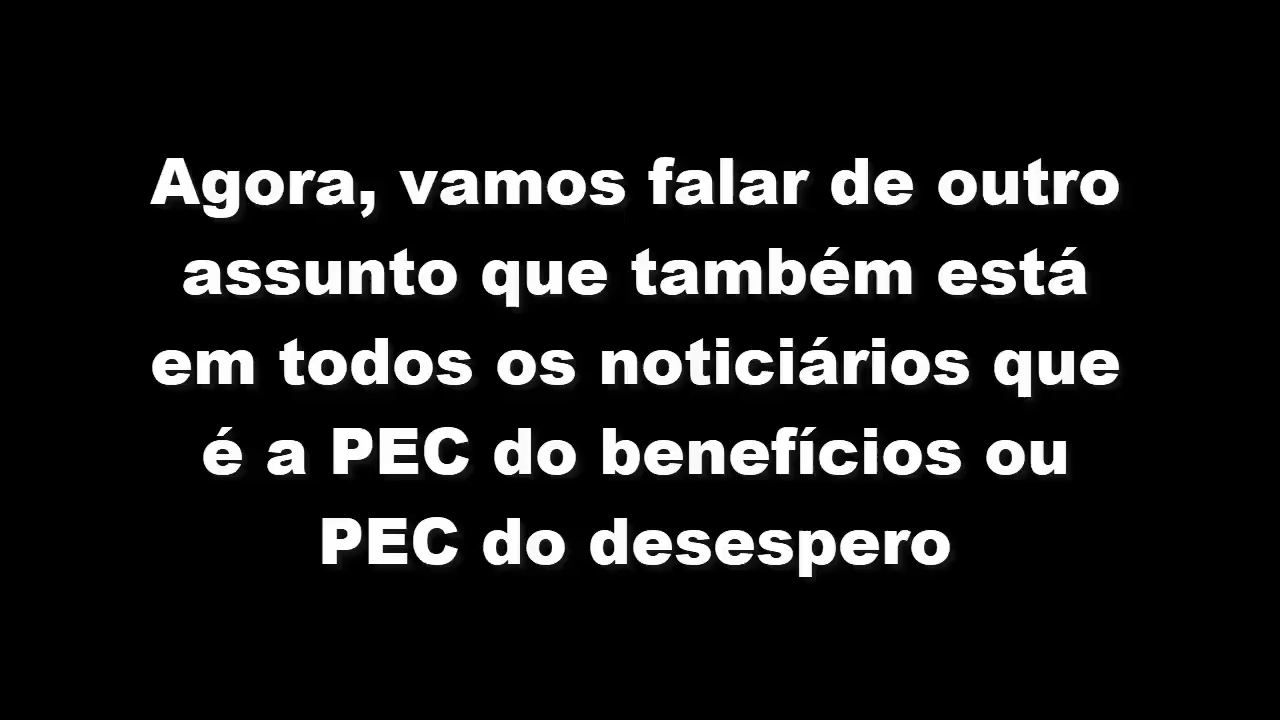 Agora, vamos falar de outro
assunto que também está
em todos os noticiários que
é a PEC do benefícios ou
PEC do desespero